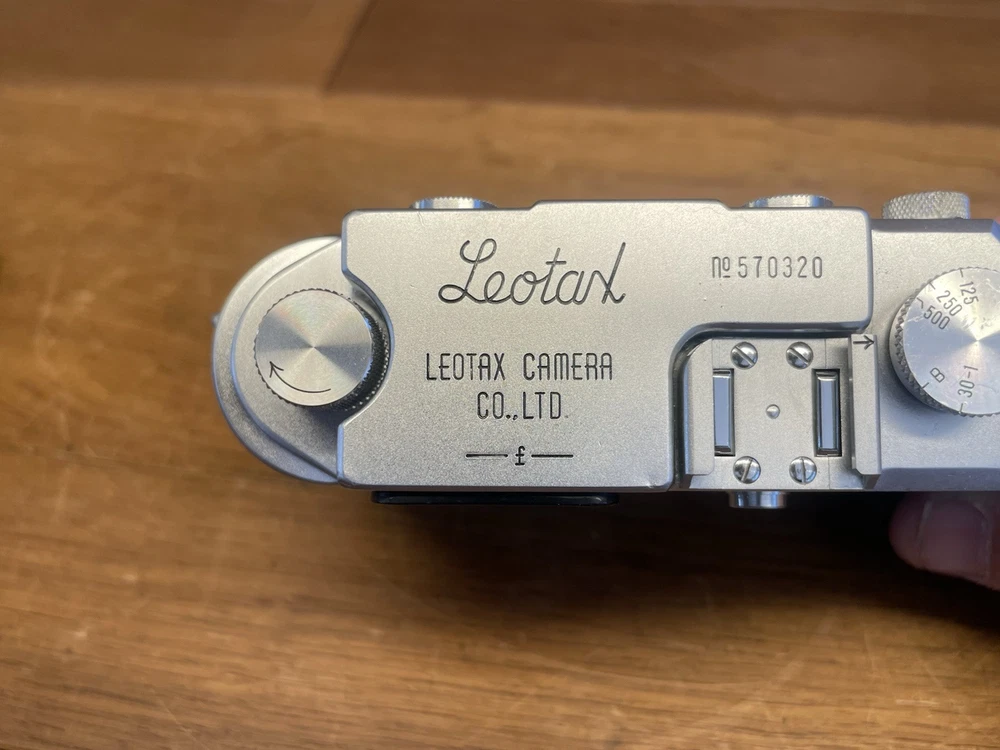 Leotax
Nº570320
LEOTAX CAMERA
CO.,LTD.
f
125
250
500
B
30-1